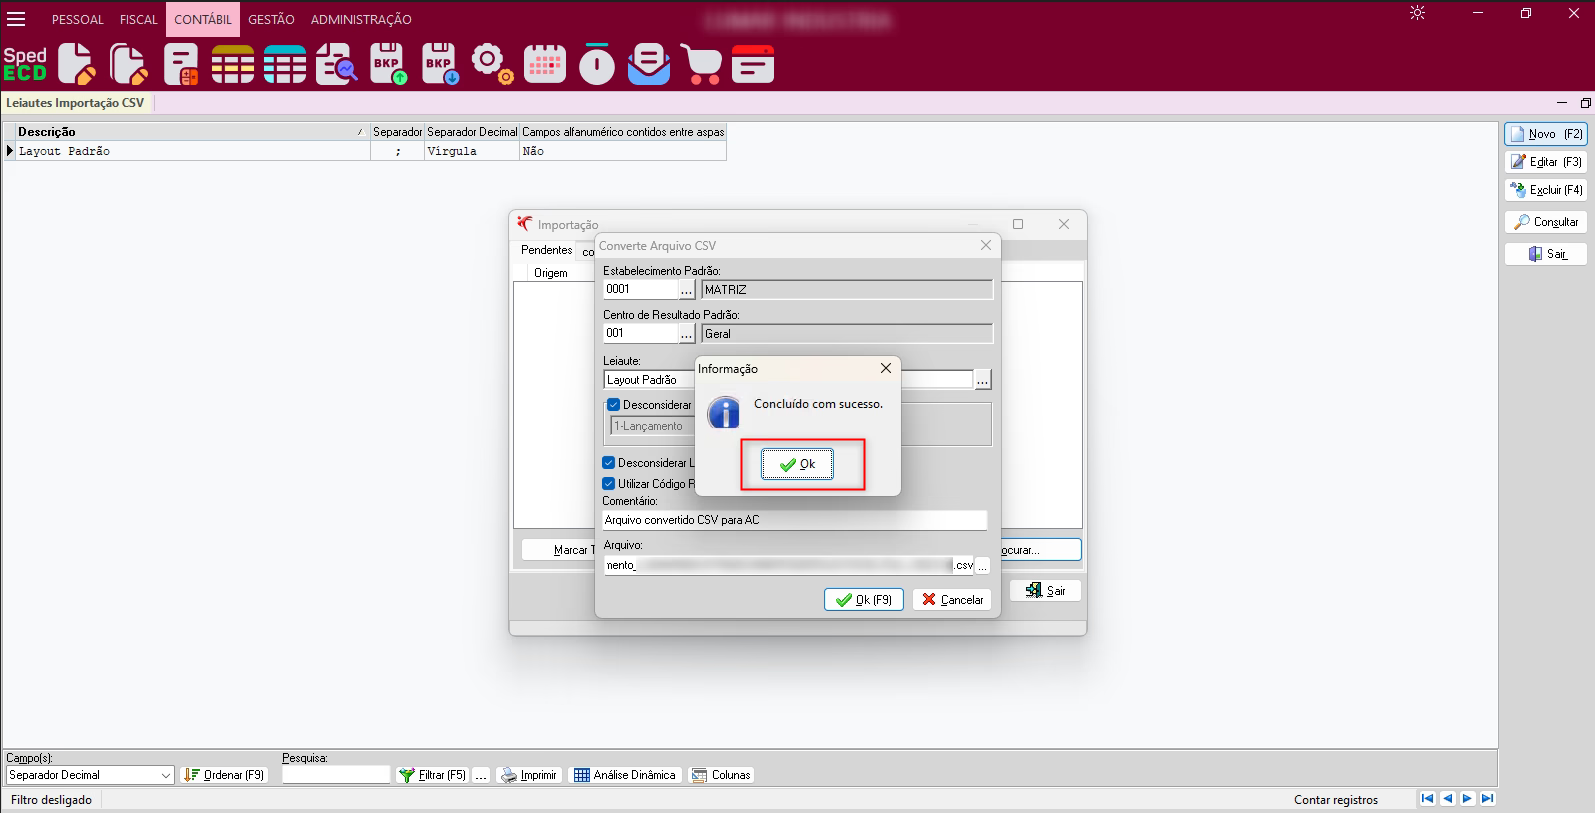 PESSOAL FISCAL CONTÁBIL GESTÃO ADMINISTRAÇÃO
Sped
ECD
BKP BKP
Leiautes Importação CSV
Descrição Separador Separador Decimal Campos alfanumérico contidos entre aspas
Layout Padrão ; Vírgula Não
Novo (F2)
Editar (F3)
Excluir (F4)
Consultar
Sair
Importação
Pendentes co
Origem
Converte Arquivo CSV
Estabelecimento Padrão:
0001 ... MATRIZ
Centro de Resultado Padrão:
001 ... Geral
Leiaute:
Layout Padrão ...
Desconsiderar
1-Lançamento
Desconsiderar L
Utilizar Código R
Informação
Concluído com sucesso.
Ok
Comentário:
Arquivo convertido CSV para AC
Arquivo:
mento_ .csv ...
Ok (F9) Cancelar
Marcar T
ocurar...
Sair
Campo(s):
Separador Decimal
Ordenar (F9)
Pesquisa:
Filtrar (F5) ... Imprimir Análise Dinâmica Colunas
Filtro desligado
Contar registros